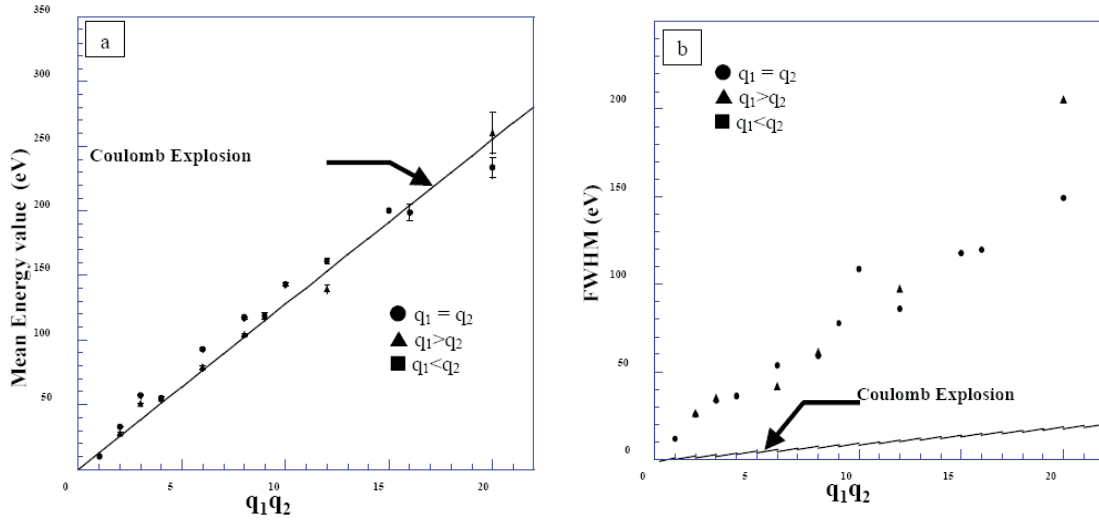 a
350
300
250
200
150
100
50
0
5
10
15
20
Mean Energy value (eV)
q₁q₂
Coulomb Explosion
q₁ = q₂
q₁>q₂
q₁<q₂
b
q₁ = q₂
q₁>q₂
q₁<q₂
200
150
100
50
0
0
5
10
15
20
FWHM (eV)
q₁q₂
Coulomb Explosion